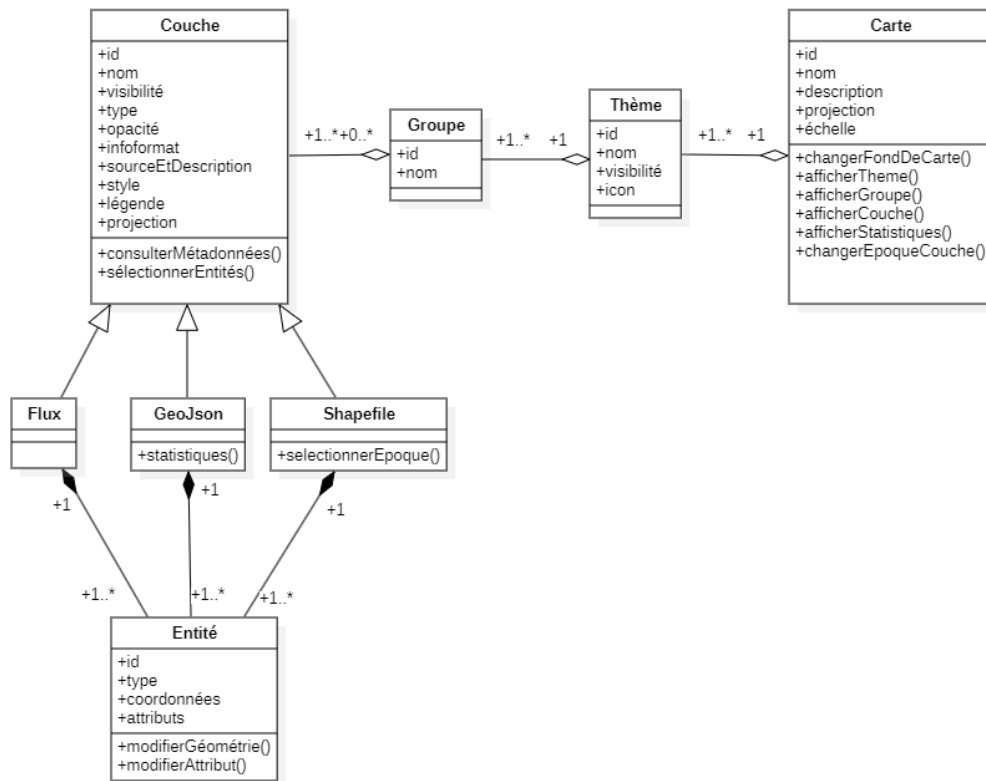 Couche
+id
+nom
+visibilité
+type
+opacité
+infoformat
+sourceEtDescription
+style
+légende
+projection
+consulterMétadonnées()
+sélectionnerEntités()
+1..*
+0..*
Groupe
+id
+nom
+1..*
+1
Thème
+id
+nom
+visibilité
+icon
+1..*
+1
Carte
+id
+nom
+description
+projection
+échelle
+changerFondDeCarte()
+afficherTheme()
+afficherGroupe()
+afficherCouche()
+afficherStatistiques()
+changerEpoqueCouche()
Flux
GeoJson
+statistiques()
Shapefile
+selectionnerEpoque()
+1
+1
+1
+1..*
+1..*
+1..*
Entité
+id
+type
+coordonnées
+attributs
+modifierGéométrie()
+modifierAttribut()